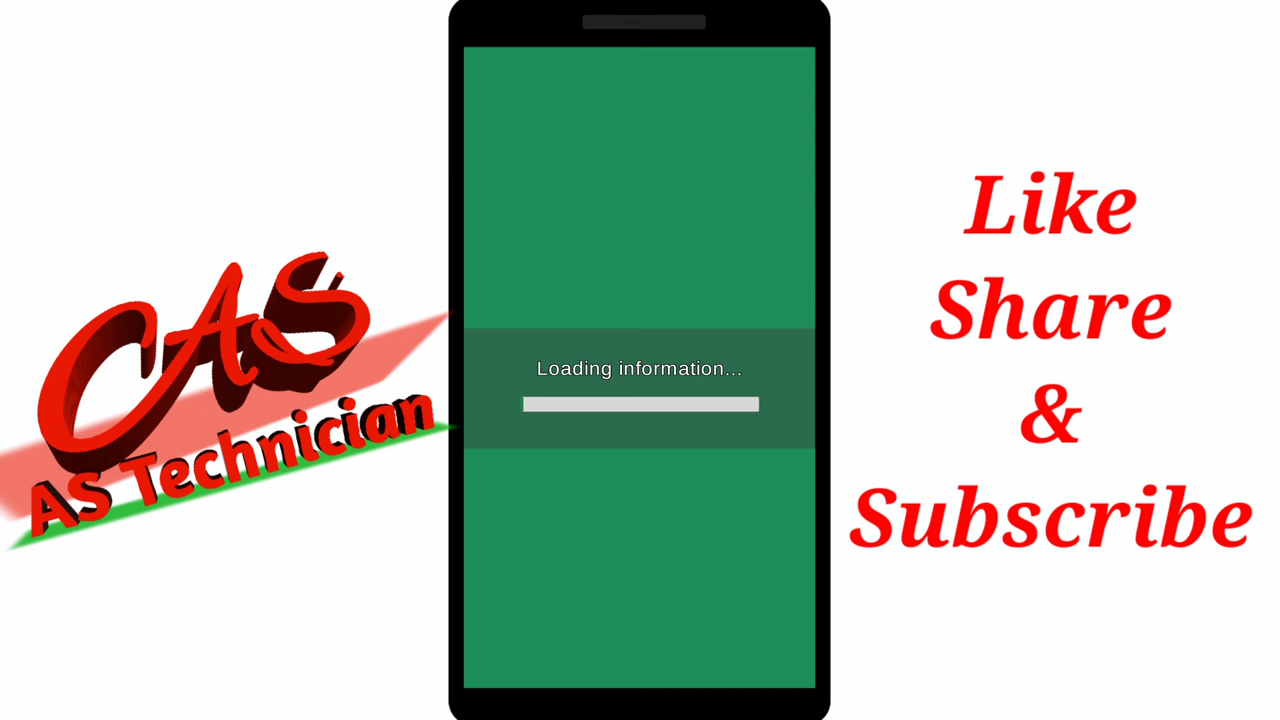 CAS
AS Technician
Loading information...
Like
Share
&
Subscribe